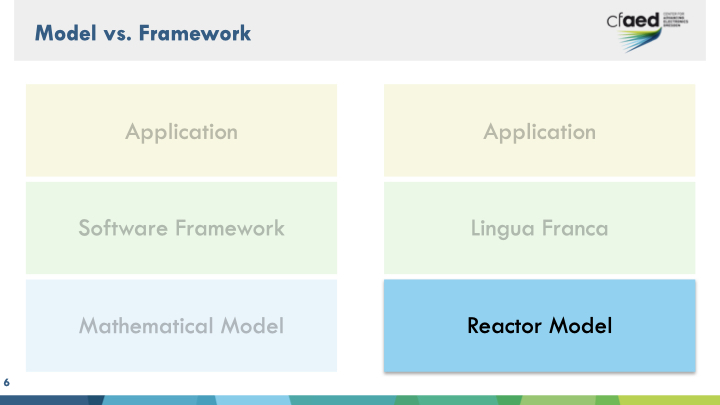 Model vs. Framework
cfaed
CENTER FOR
ADVANCING
ELECTRONICS
DRESDEN
Application
Application
Software Framework
Lingua Franca
Mathematical Model
Reactor Model
6